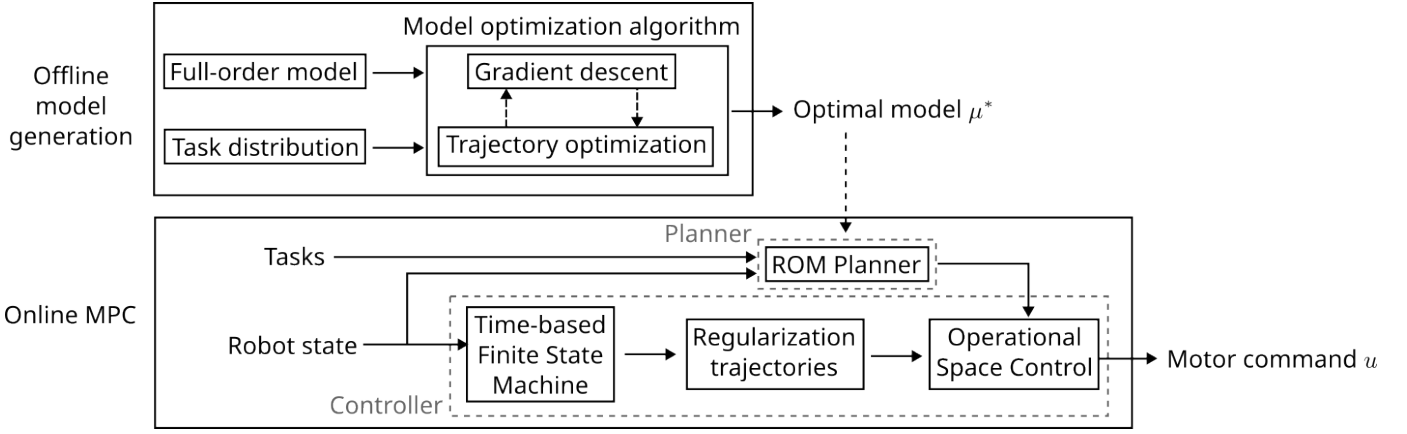 Model optimization algorithm
Offline
model
generation
Full-order model
Gradient descent
Task distribution
Trajectory optimization
Optimal model μ*
Online MPC
Planner
Tasks
ROM Planner
Robot state
Time-based
Finite State
Machine
Regularization
trajectories
Operational
Space Control
Motor command u
Controller